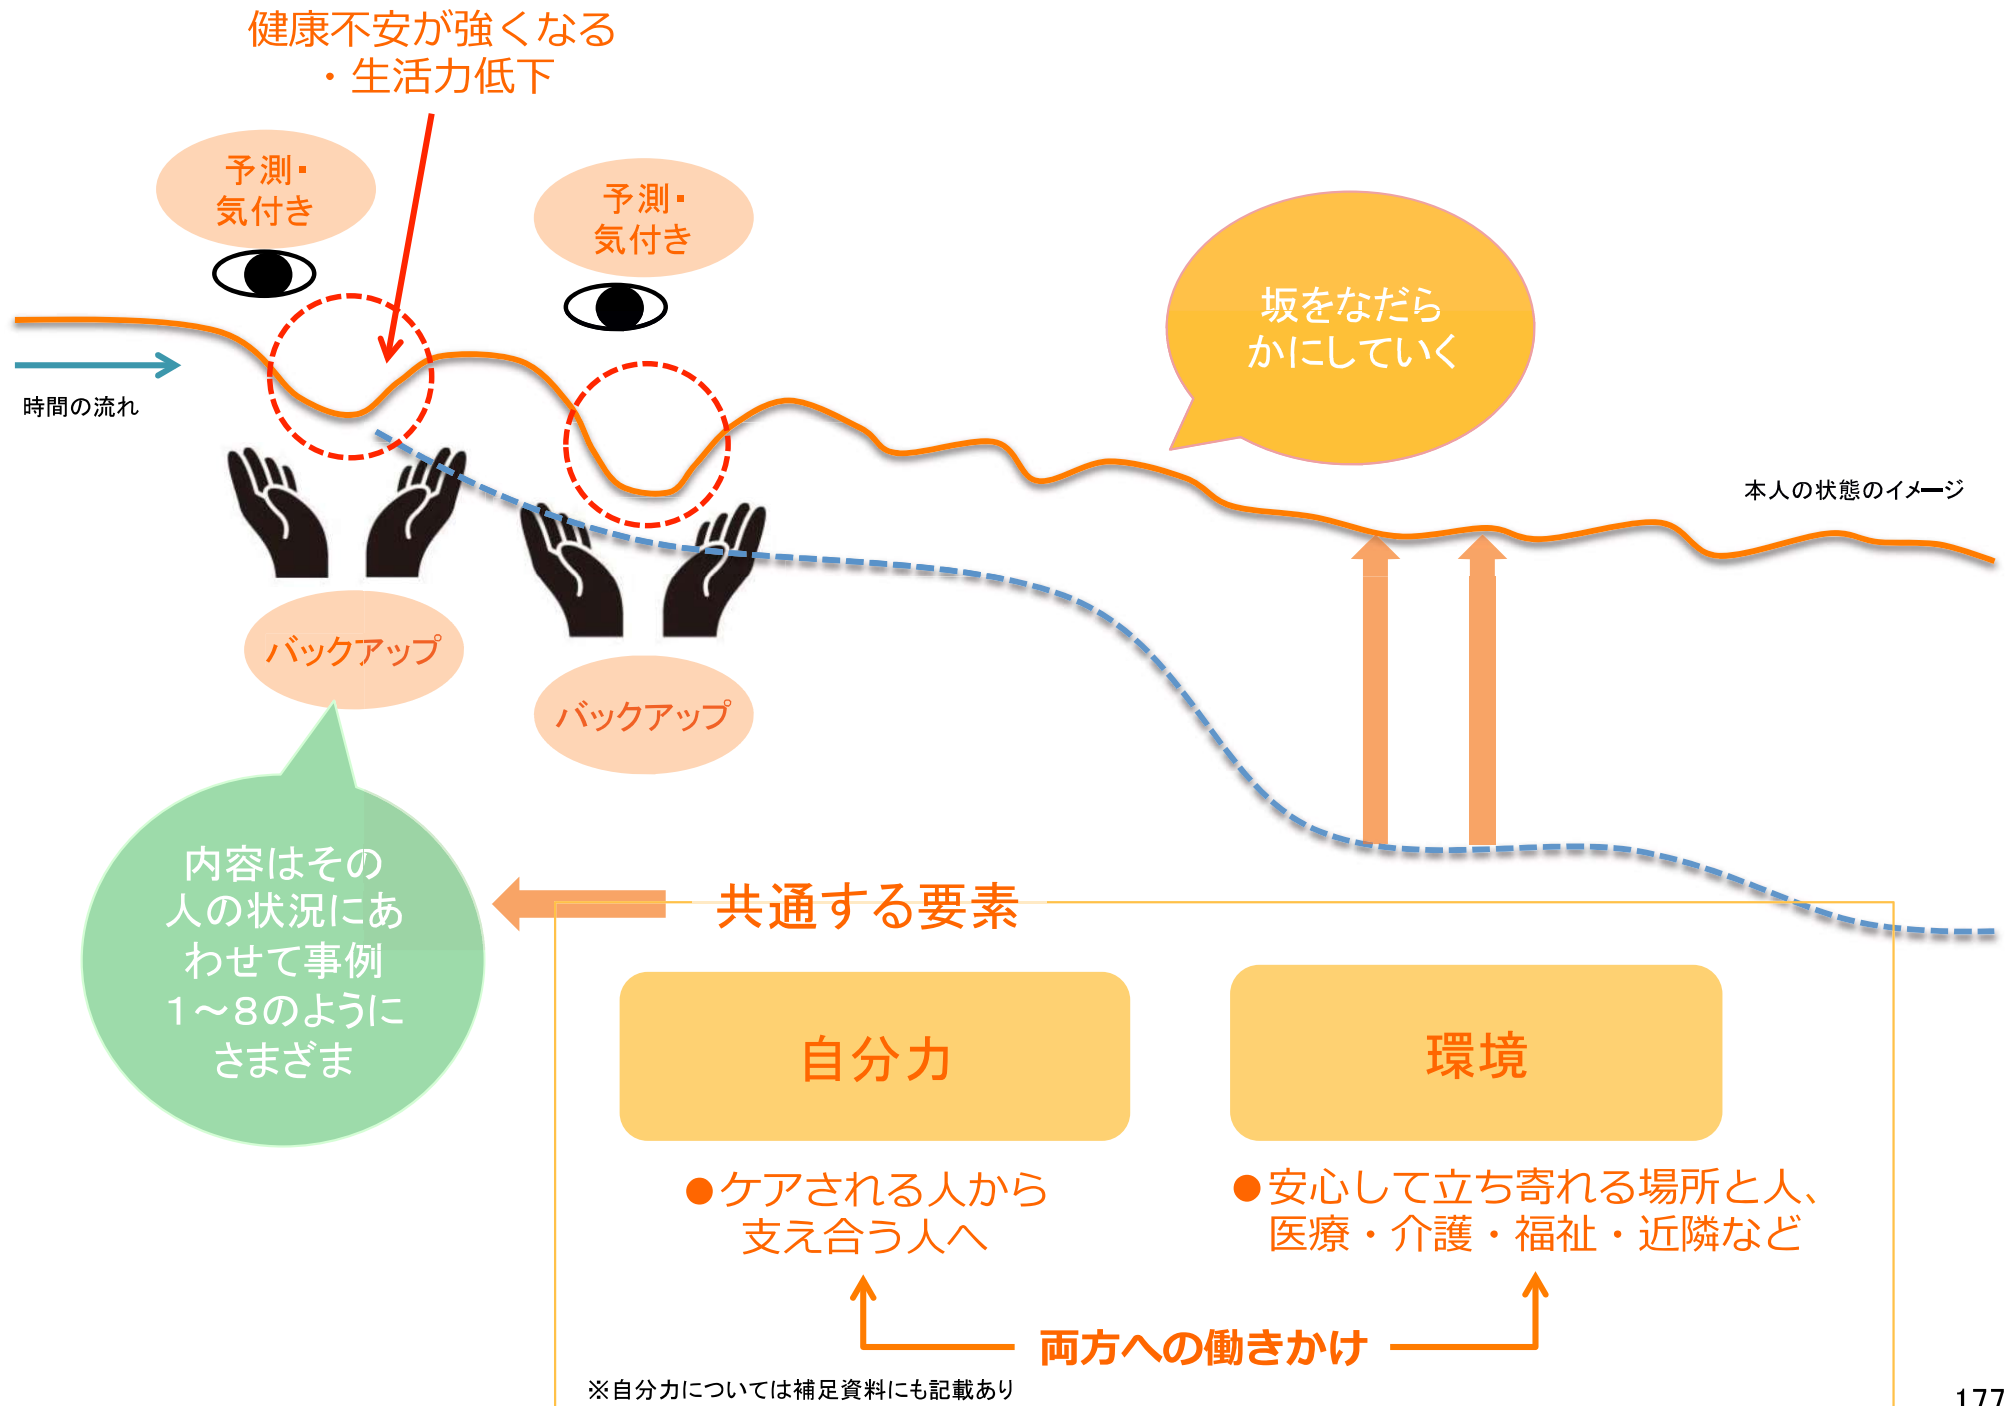 健康不安が強くなる
・生活力低下
予測・
気付き
予測・
気付き
坂をなだら
かにしていく
時間の流れ
本人の状態のイメージ
バックアップ
バックアップ
内容はその
人の状況にあ
わせて事例
1～8のように
さまざま
共通する要素
自分力
環境
●ケアされる人から
支え合う人へ
●安心して立ち寄れる場所と人、
医療・介護・福祉・近隣など
両方への働きかけ
※自分力については補足資料にも記載あり
177